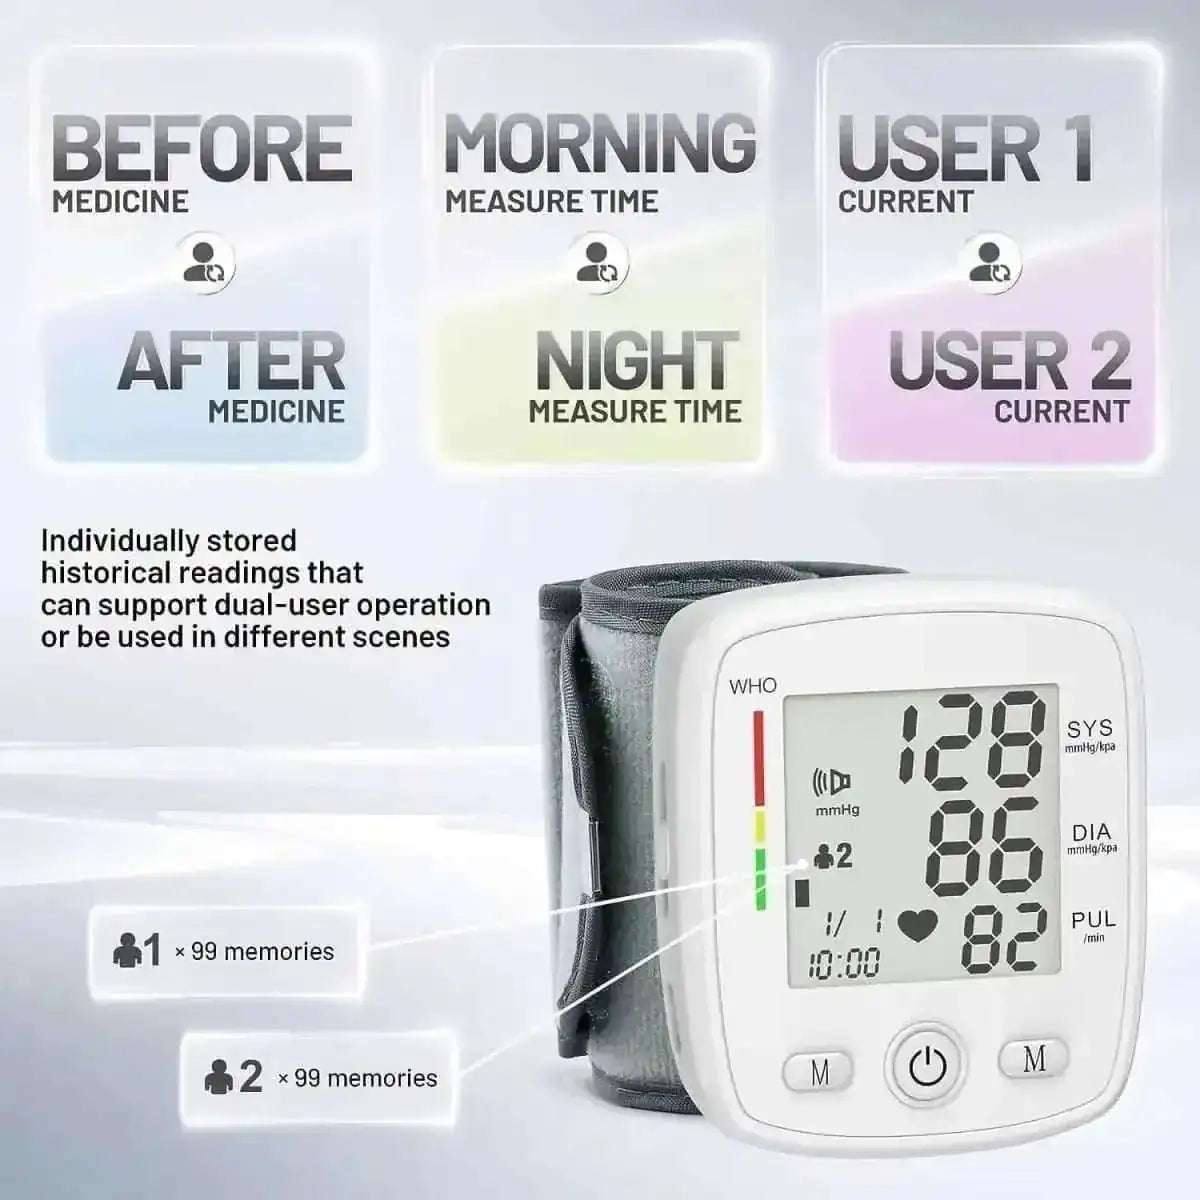 BEFORE
MEDICINE
AFTER
MEDICINE
MORNING
MEASURE TIME
NIGHT
MEASURE TIME
USER 1
CURRENT
USER 2
CURRENT
Individually stored
historical readings that
can support dual-user operation
or be used in different scenes
WHO
128
SYS
mmHg/kpa
mmHg
86
DIA
mmHg/kpa
2
1/ 1
82
PUL
/min
10:00
1 × 99 memories
2 × 99 memories
M
M